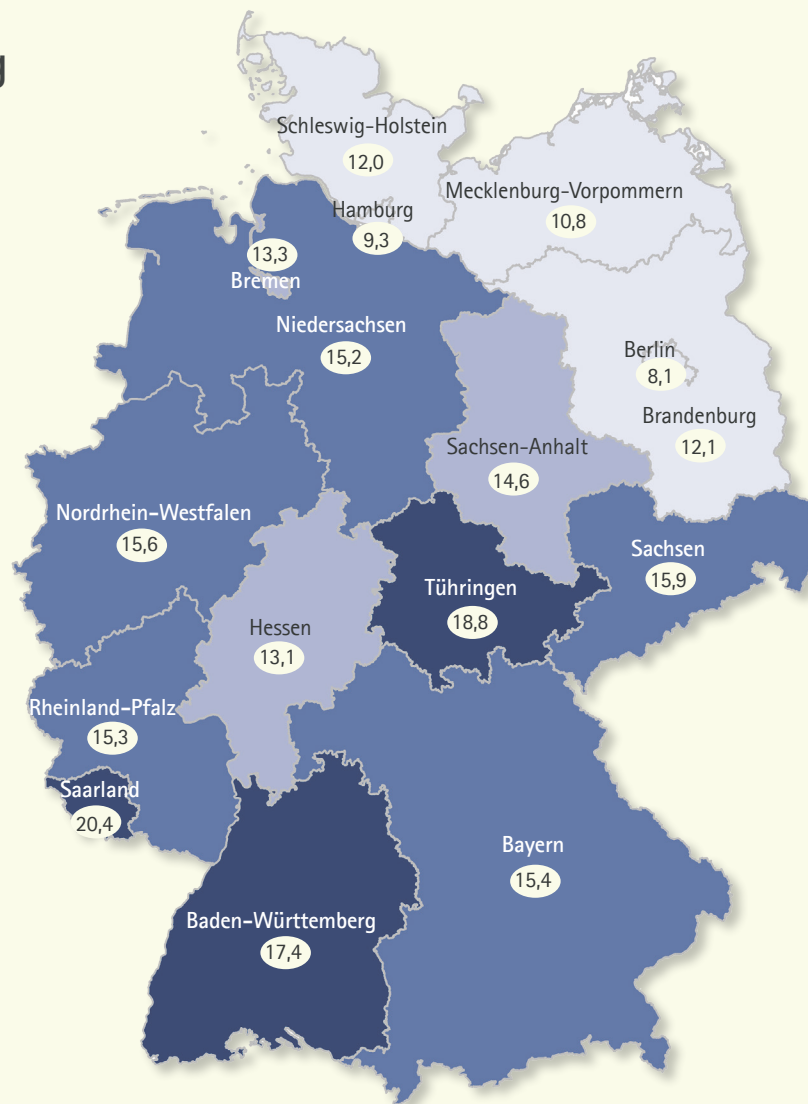 g
Schleswig-Holstein
12,0
Mecklenburg-Vorpommern
10,8
Hamburg
9,3
13,3
Bremen
Niedersachsen
15,2
Berlin
8,1
Brandenburg
12,1
Sachsen-Anhalt
14,6
Nordrhein-Westfalen
15,6
Sachsen
15,9
Tühringen
18,8
Hessen
13,1
Rheinland-Pfalz
15,3
Saarland
20,4
Bayern
15,4
Baden-Württemberg
17,4